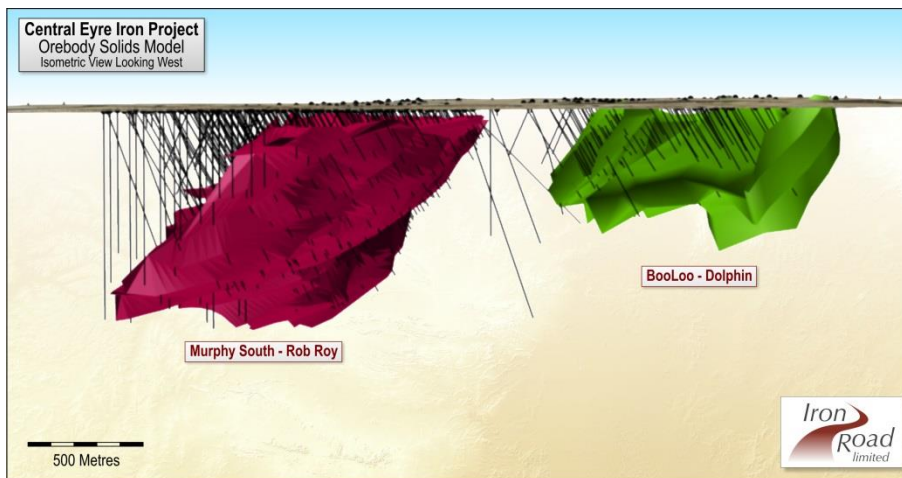 Central Eyre Iron Project
Orebody Solids Model
Isometric View Looking West
BooLoo - Dolphin
Murphy South - Rob Roy
500 Metres
Iron
Road
limited